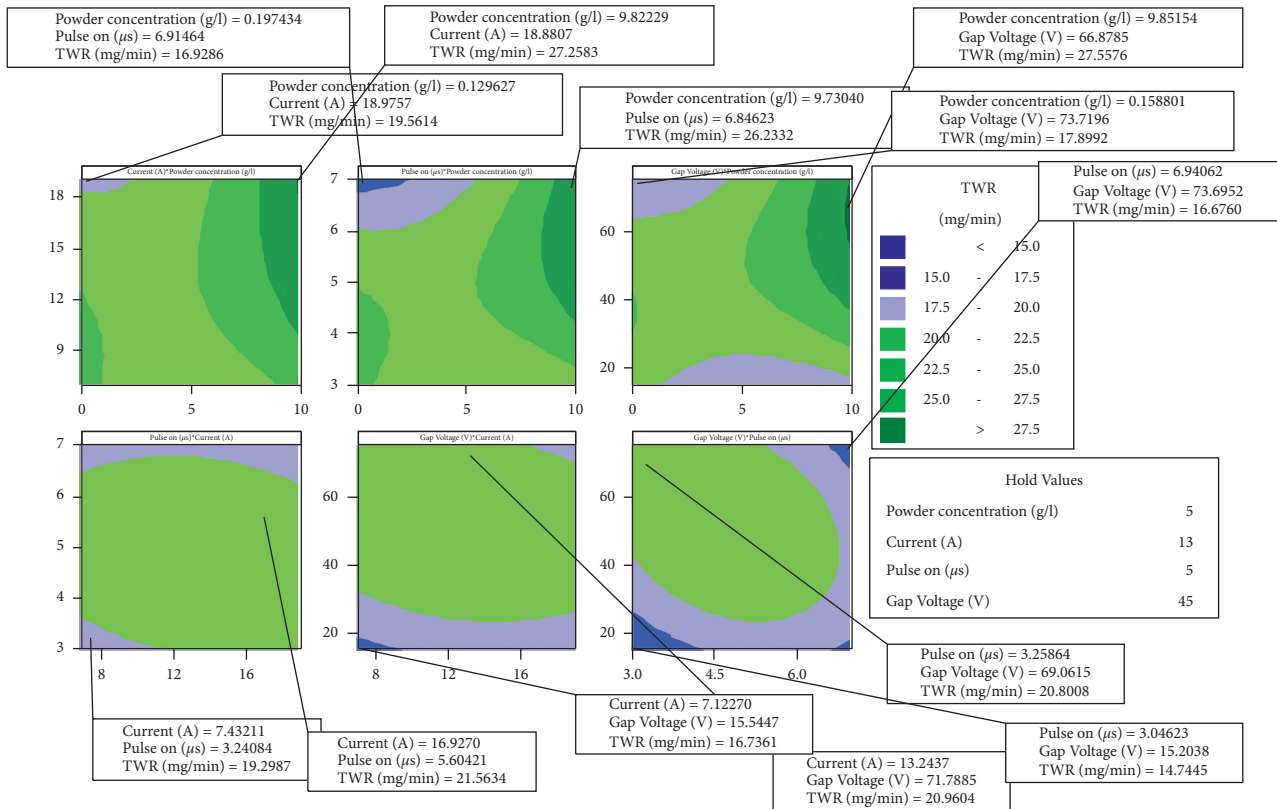 Powder concentration (g/l) = 0.197434
Pulse on (μs) = 6.91464
TWR (mg/min) = 16.9286
Powder concentration (g/l) = 9.82229
Current (A) = 18.8807
TWR (mg/min) = 27.2583
Powder concentration (g/l) = 9.85154
Gap Voltage (V) = 66.8785
TWR (mg/min) = 27.5576
Powder concentration (g/l) = 0.129627
Current (A) = 18.9757
TWR (mg/min) = 19.5614
Powder concentration (g/l) = 9.73040
Pulse on (μs) = 6.84623
TWR (mg/min) = 26.2332
Powder concentration (g/l) = 0.158801
Gap Voltage (V) = 73.7196
TWR (mg/min) = 17.8992
Pulse on (μs) = 6.94062
Gap Voltage (V) = 73.6952
TWR (mg/min) = 16.6760
Current (A)*Powder concentration (g/l)
18
15
12
9
0 5 10
Pulse on (μs)*Powder concentration (g/l)
7
6
5
4
3
0 5 10
Gap Voltage (V)*Powder concentration (g/l)
60
40
20
0 5 10
TWR
(mg/min)
< 15.0
15.0 - 17.5
17.5 - 20.0
20.0 - 22.5
22.5 - 25.0
25.0 - 27.5
> 27.5
Pulse on (μs)*Current (A)
7
6
5
4
3
8 12 16
Gap Voltage (V)*Current (A)
60
40
20
8 12 16
Gap Voltage (V)*Pulse on (μs)
60
40
20
3.0 4.5 6.0
Hold Values
Powder concentration (g/l) 5
Current (A) 13
Pulse on (μs) 5
Gap Voltage (V) 45
Pulse on (μs) = 3.25864
Gap Voltage (V) = 69.0615
TWR (mg/min) = 20.8008
Current (A) = 7.43211
Pulse on (μs) = 3.24084
TWR (mg/min) = 19.2987
Current (A) = 16.9270
Pulse on (μs) = 5.60421
TWR (mg/min) = 21.5634
Current (A) = 7.12270
Gap Voltage (V) = 15.5447
TWR (mg/min) = 16.7361
Pulse on (μs) = 3.04623
Gap Voltage (V) = 15.2038
TWR (mg/min) = 14.7445
Current (A) = 13.2437
Gap Voltage (V) = 71.7885
TWR (mg/min) = 20.9604